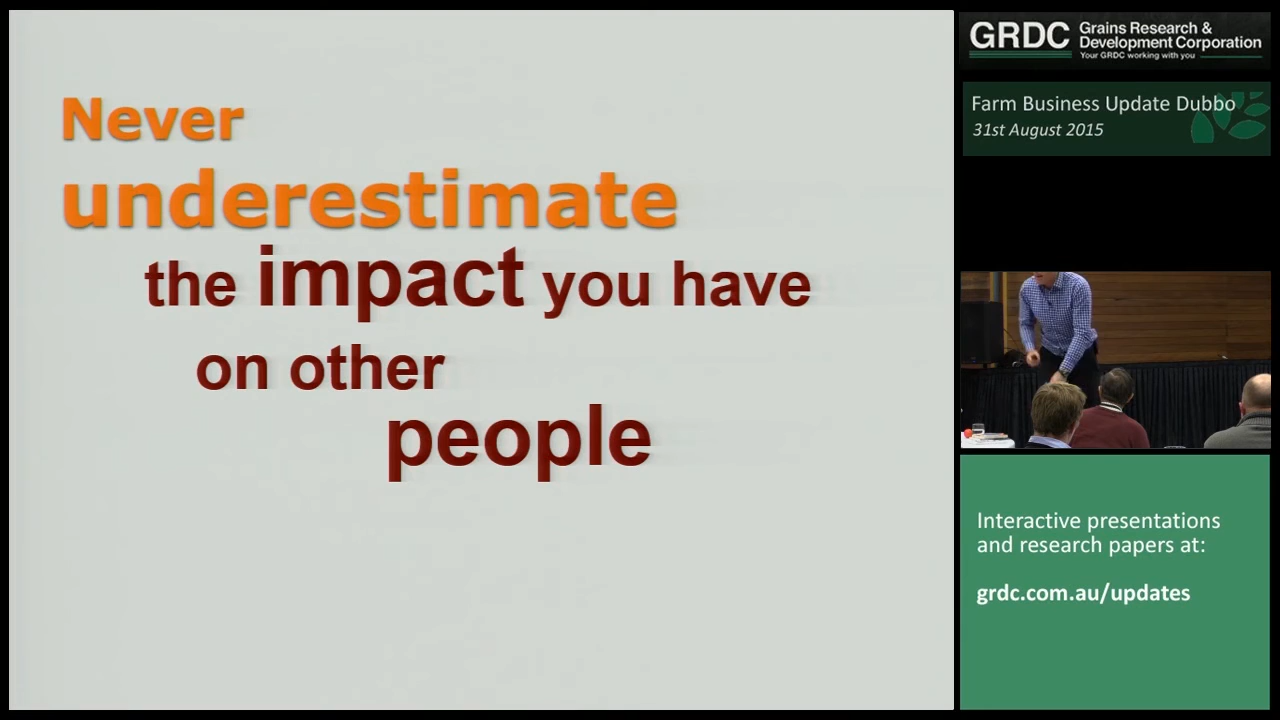 Never
underestimate
the impact you have
on other
people
GRDC
Grains Research &
Development Corporation
Your GRDC working with you
Farm Business Update Dubbo
31st August 2015
Interactive presentations
and research papers at:
grdc.com.au/updates